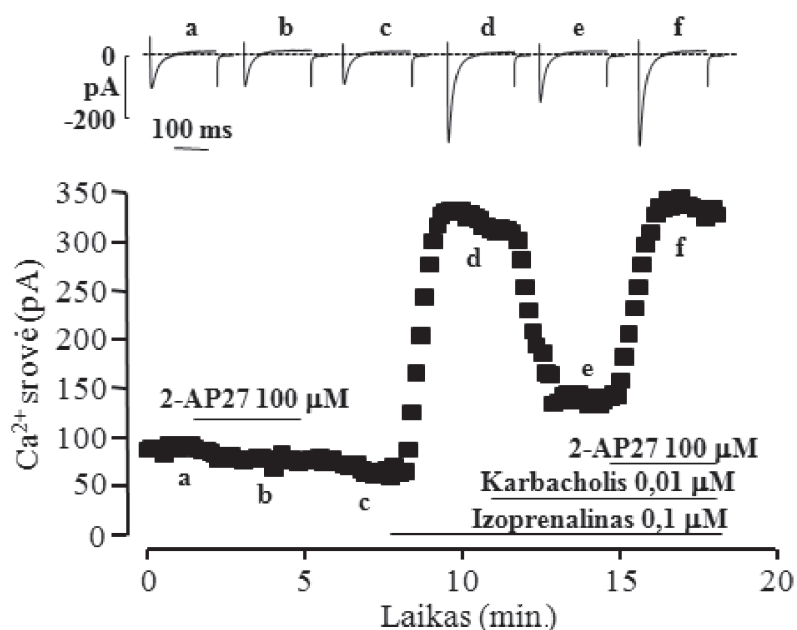 a b c d e f
0
pA
-200
100 ms
350
300
250
200
150
100
50
0
Ca2+ srovė (pA)
d
f
e
2-AP27 100 µM
a
b
c
2-AP27 100 µM
Karbacholis 0,01 µM
Izoprenalinas 0,1 µM
0 5 10 15 20
Laikas (min.)